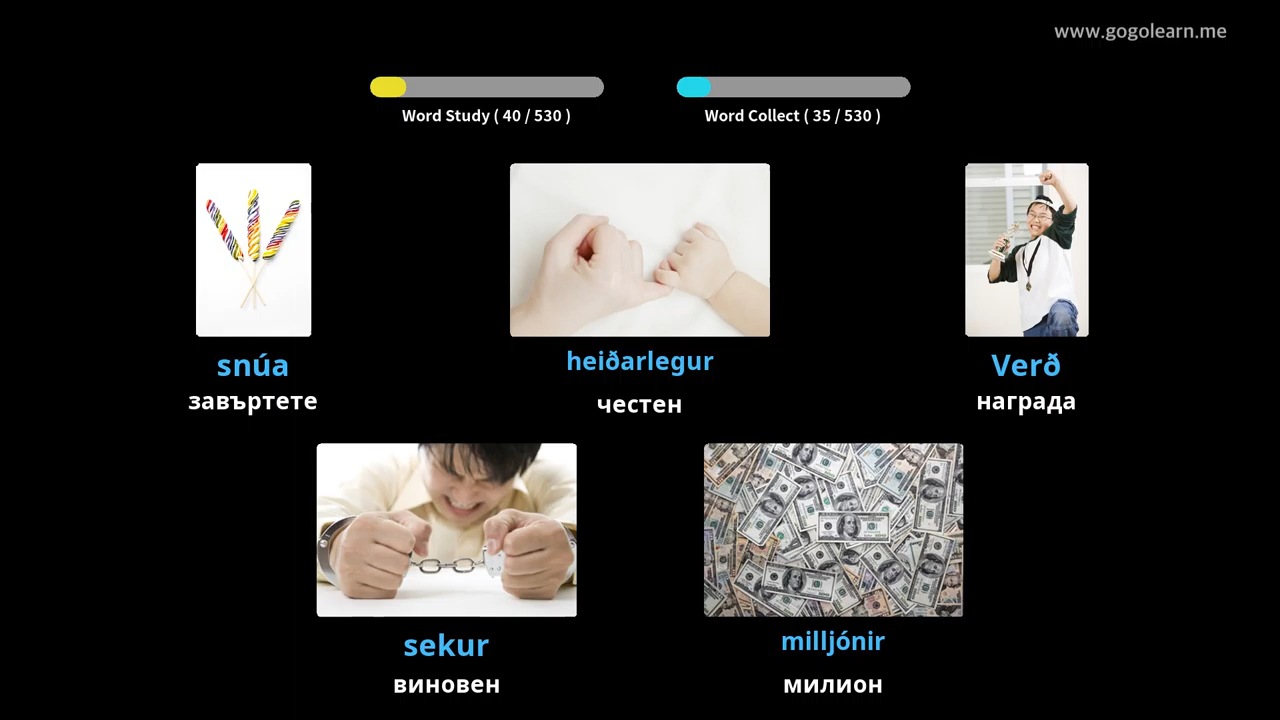 www.gogolearn.me
Word Study ( 40 / 530 )
Word Collect ( 35 / 530 )
snúa
завъртете
heiðarlegur
честен
Verð
награда
sekur
виновен
milljónir
милион